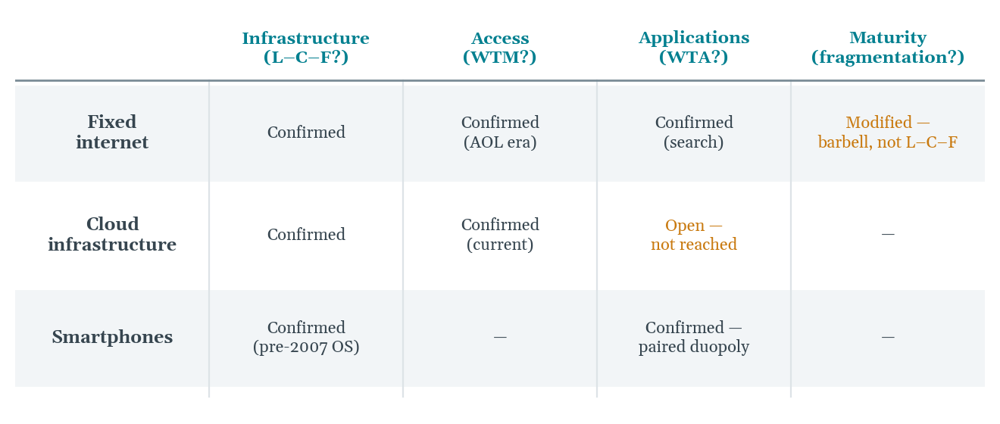 Infrastructure
(L–C–F?)
Access
(WTM?)
Applications
(WTA?)
Maturity
(fragmentation?)
Fixed
internet
Confirmed
Confirmed
(AOL era)
Confirmed
(search)
Modified —
barbell, not L–C–F
Cloud
infrastructure
Confirmed
Confirmed
(current)
Open —
not reached
—
Smartphones
Confirmed
(pre-2007 OS)
—
Confirmed —
paired duopoly
—